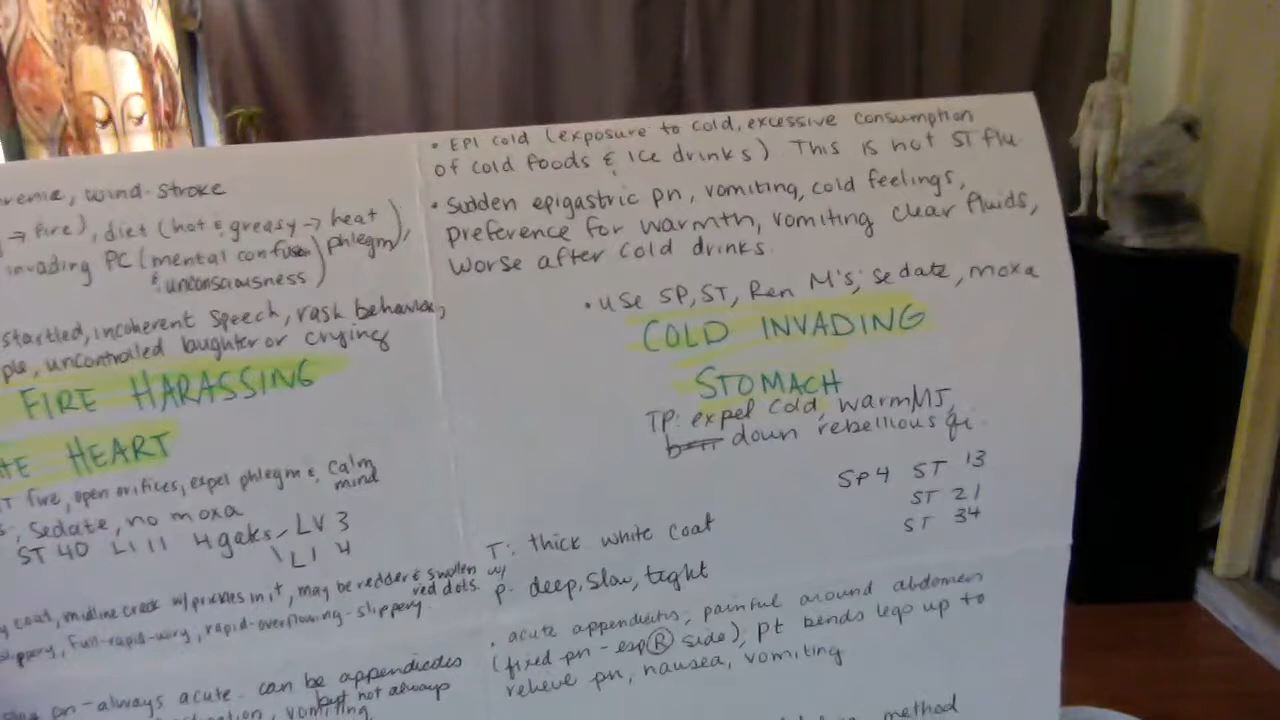 wind-stroke
→ fire), diet (hot & greasy → heat
phlegm),
invading PC (mental confusion
& unconsciousness)
startled, incoherent speech, rash behavior,
uncontrolled laughter or crying
FIRE HARASSING
HEART
fire, open orifices, expel phlegm &, calm
mind
Sedate, no moxa
ST 40 LI 11 4 gates - LV 3
\ LI 4
coat, midline crack w/ prickles in it, may be redder & swollen w/
red dots.
full-rapid-wiry, rapid-overflowing-slippery.
pn - always acute. can be appendicitis
but not always
vomiting
• EPI cold (exposure to cold, excessive consumption
of cold foods & ice drinks) This is not ST flu
• Sudden epigastric pn, vomiting, cold feelings,
preference for warmth, vomiting clear fluids,
worse after cold drinks.
• use SP, ST, Ren M's, sedate, moxa
COLD INVADING
STOMACH
TP: expel cold, warm MJ,
down rebellious qi
SP4 ST 13
ST 21
ST 34
T: thick white coat
p: deep, slow, tight
. acute appendicitis, painful around abdomen
(fixed pn - esp Ⓡ side), pt bends legs up to
relieve pn, nausea, vomiting
method